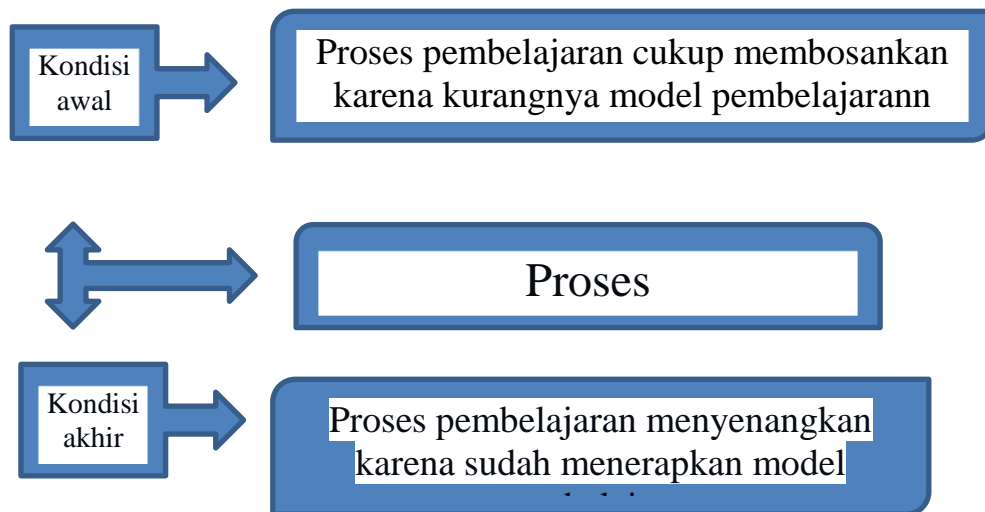 Kondisi
awal
Proses pembelajaran cukup membosankan
karena kurangnya model pembelajarann
Proses
Kondisi
akhir
Proses pembelajaran menyenangkan
karena sudah menerapkan model